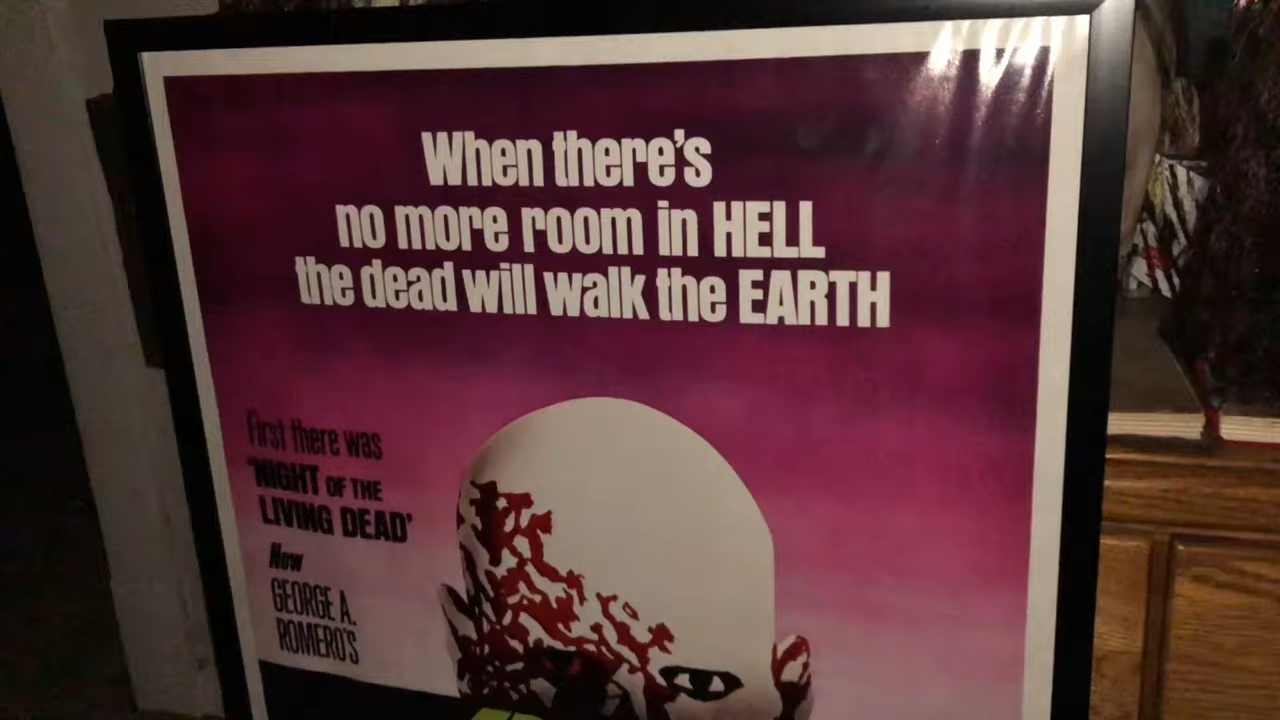 When there's
no more room in HELL
the dead will walk the EARTH
First there was
'NIGHT OF THE
LIVING DEAD'
Now
GEORGE A.
ROMERO'S